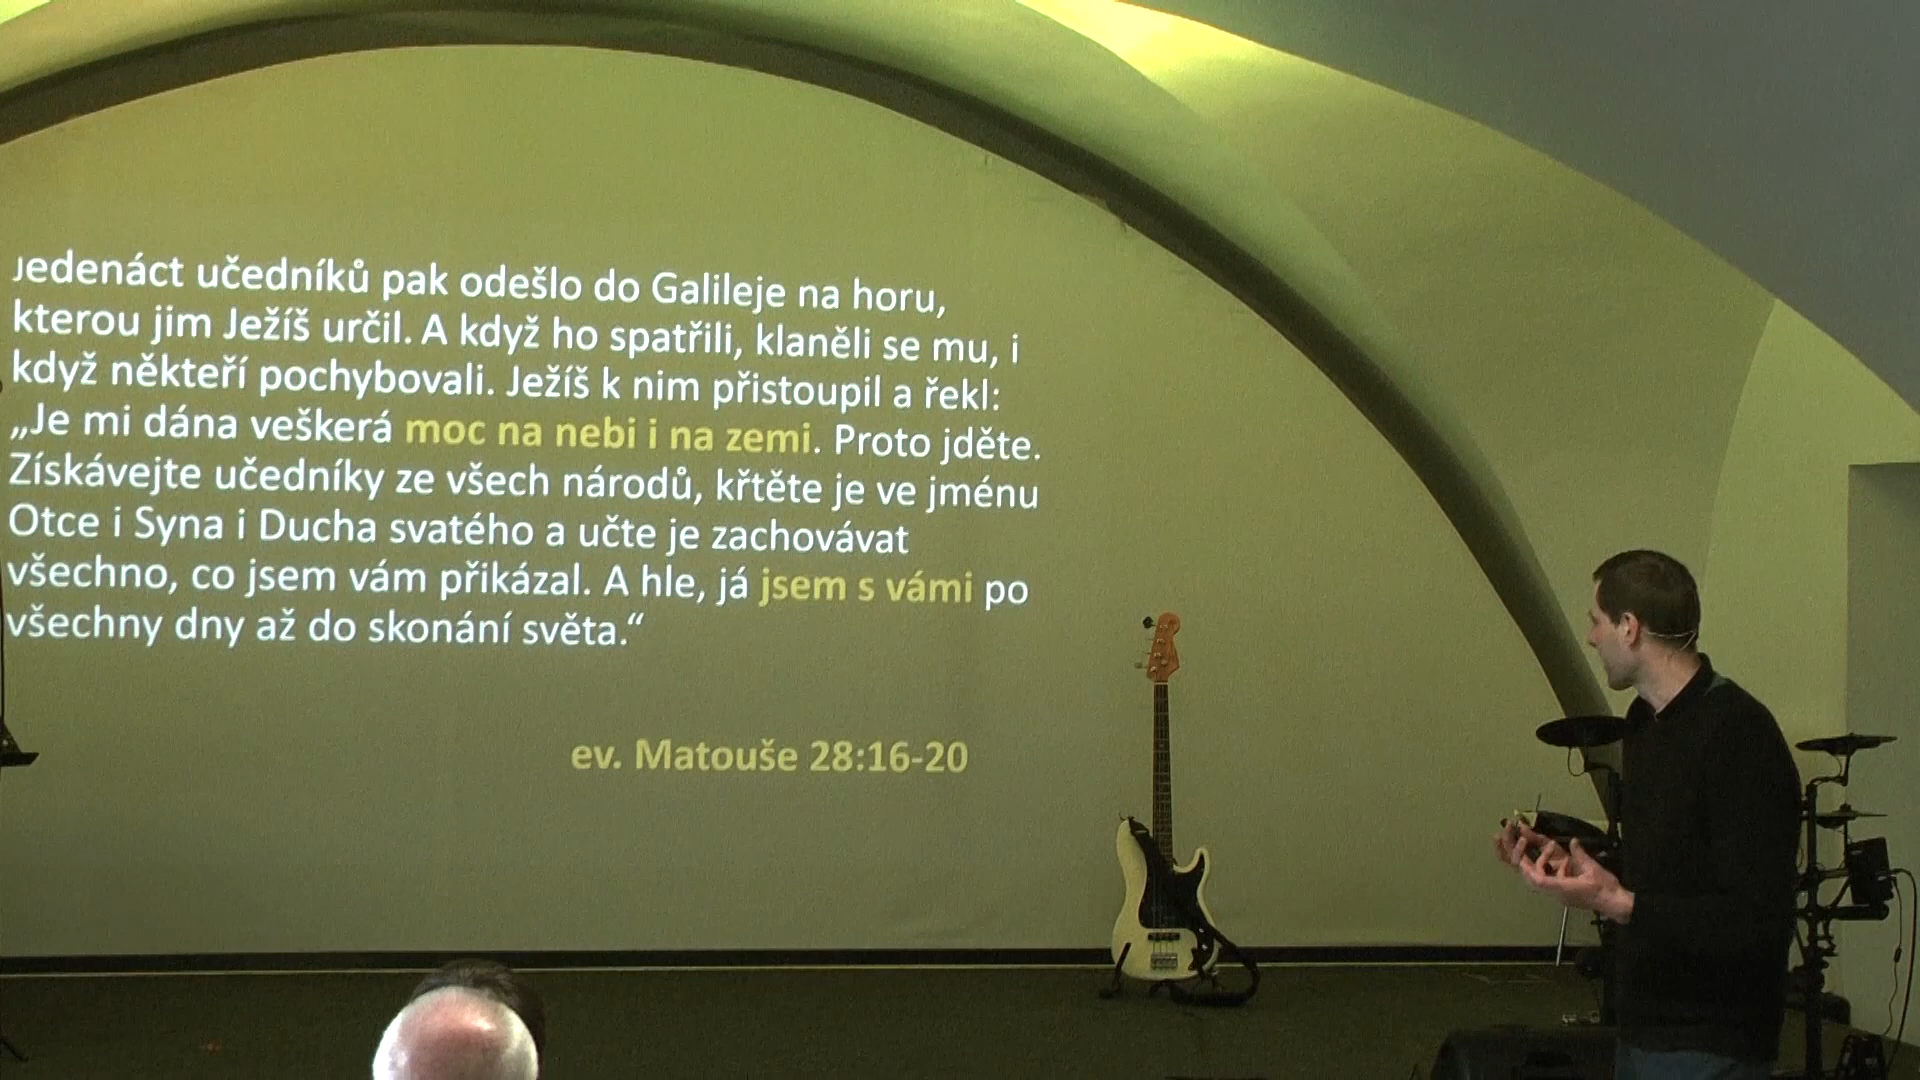 Jedenáct učedníků pak odešlo do Galileje na horu,
kterou jim Ježíš určil. A když ho spatřili, klaněli se mu, i
když někteří pochybovali. Ježíš k nim přistoupil a řekl:
„Je mi dána veškerá moc na nebi i na zemi. Proto jděte.
Získávejte učedníky ze všech národů, křtěte je ve jménu
Otce i Syna i Ducha svatého a učte je zachovávat
všechno, co jsem vám přikázal. A hle, já jsem s vámi po
všechny dny až do skonání světa.“
ev. Matouše 28:16-20